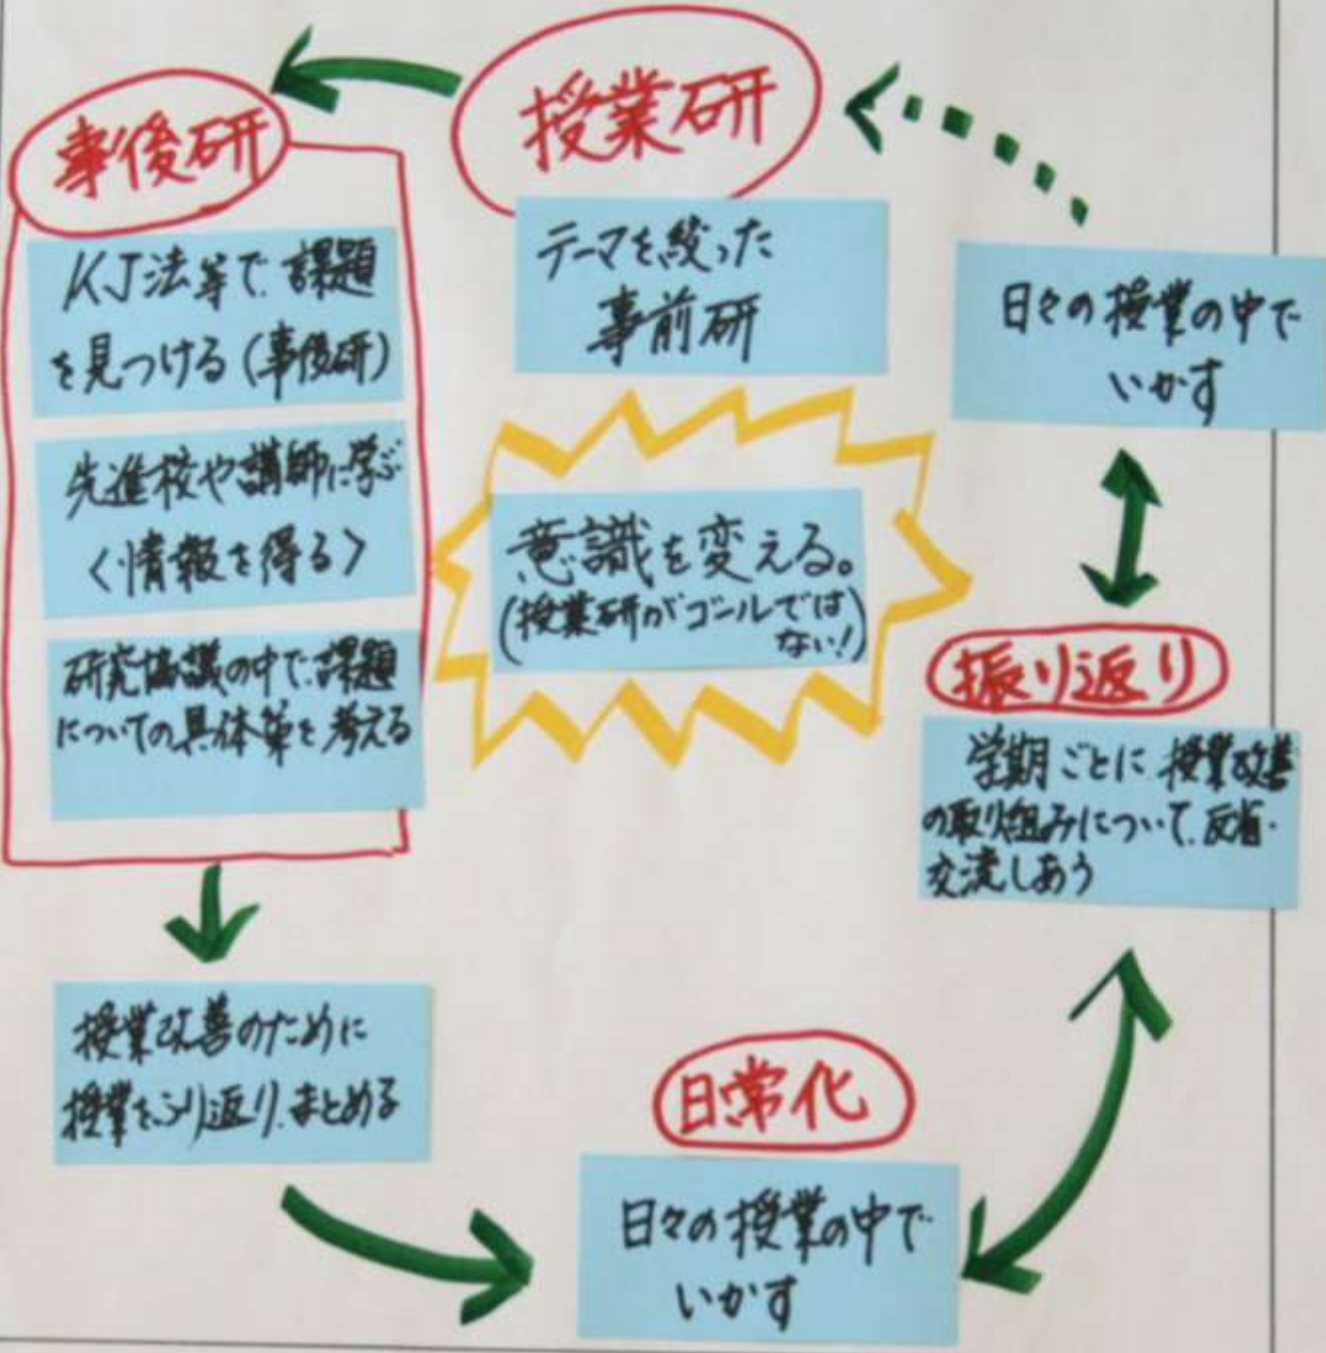 授業研
テーマを絞った
事前研
事後研
KJ法等で課題
を見つける(事後研)
先進校や講師に学ぶ
<情報を得る>
研究協議の中で課題
についての具体策を考える
授業改善のために
授業をふり返り、まとめる
日常化
日々の授業の中で
いかす
振り返り
学期ごとに授業改善
の取り組みについて、反省・
交流しあう
日々の授業の中で
いかす
意識を変える。
(授業研がゴールでは
ない!)